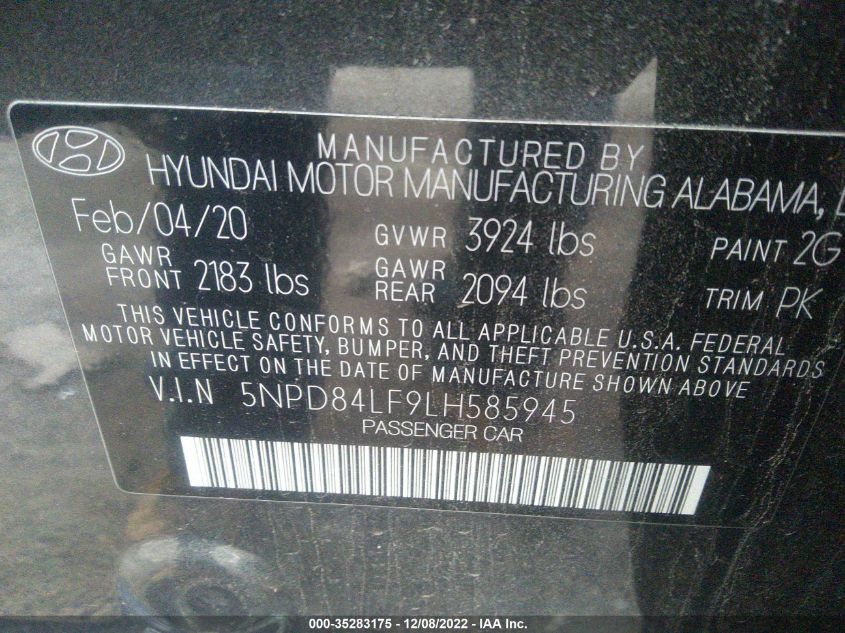 MANUFACTURED BY
HYUNDAI MOTOR MANUFACTURING ALABAMA,
Feb/04/20 GVWR 3924 lbs PAINT 2G
GAWR FRONT 2183 lbs GAWR REAR 2094 lbs TRIM PK
THIS VEHICLE CONFORMS TO ALL APPLICABLE U.S.A. FEDERAL
MOTOR VEHICLE SAFETY, BUMPER, AND THEFT PREVENTION STANDARDS
IN EFFECT ON THE DATE OF MANUFACTURE SHOWN ABOVE
V.I.N 5NPD84LF9LH585945
PASSENGER CAR
000-35283175 - 12/08/2022 - IAA Inc.